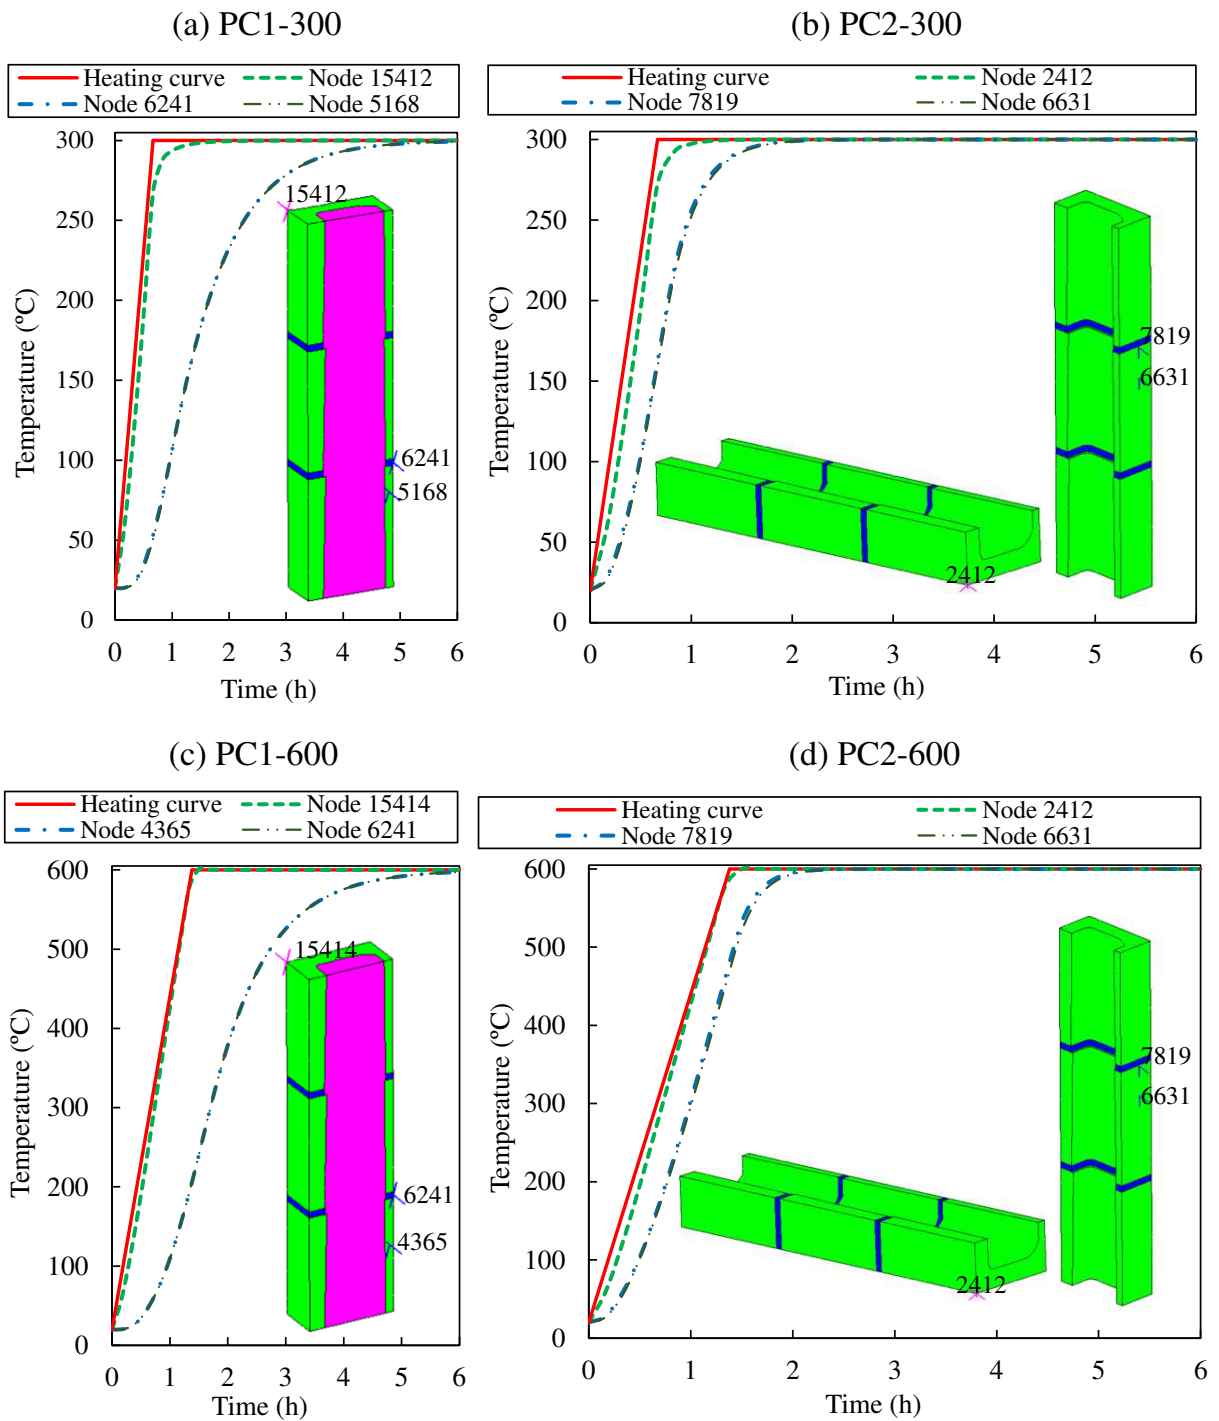 (a) PC1-300
Heating curve Node 15412
Node 6241 Node 5168
Temperature (ºC)
300
250
200
150
100
50
0
0 1 2 3 4 5 6
Time (h)
15412
6241
5168
(b) PC2-300
Heating curve Node 2412
Node 7819 Node 6631
Temperature (ºC)
300
250
200
150
100
50
0
0 1 2 3 4 5 6
Time (h)
7819
6631
2412
(c) PC1-600
Heating curve Node 15414
Node 4365 Node 6241
Temperature (ºC)
600
500
400
300
200
100
0
0 1 2 3 4 5 6
Time (h)
15414
6241
4365
(d) PC2-600
Heating curve Node 2412
Node 7819 Node 6631
Temperature (ºC)
600
500
400
300
200
100
0
0 1 2 3 4 5 6
Time (h)
7819
6631
2412